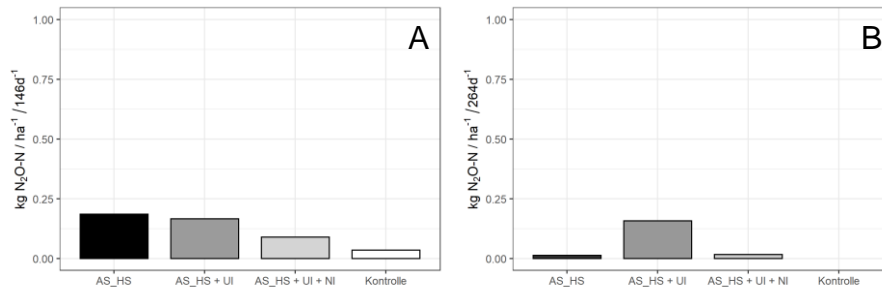 A
kg N₂O-N / ha⁻¹ / 146d⁻¹
1.00
0.75
0.50
0.25
0.00
AS_HS AS_HS + UI AS_HS + UI + NI Kontrolle
B
kg N₂O-N / ha⁻¹ / 264d⁻¹
1.00
0.75
0.50
0.25
0.00
AS_HS AS_HS + UI AS_HS + UI + NI Kontrolle